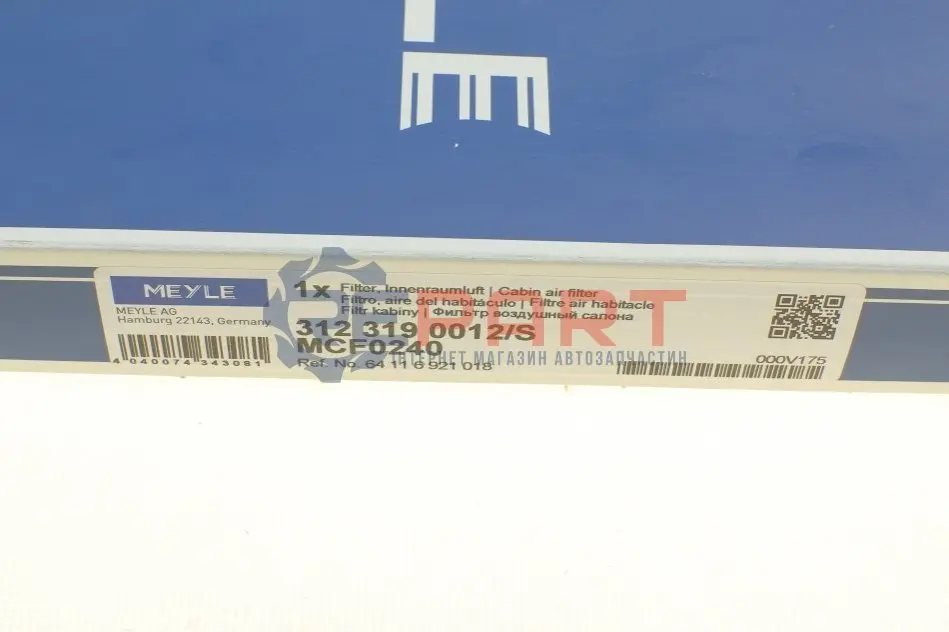 MEYLE
MEYLE AG
Hamburg 22143, Germany
4 040074 343081
1x Filter, Innenraumluft | Cabin air filter
Filtro, aire del habitáculo | Filtre air habitacle
Filtr kabiny | Фильтр воздушный салона
312 319 0012/S
MCF0240
Ref. No. 64 11 6 921 018
000V175
ІНТЕРНЕТ МАГАЗИН АВТОЗАПЧАСТИН